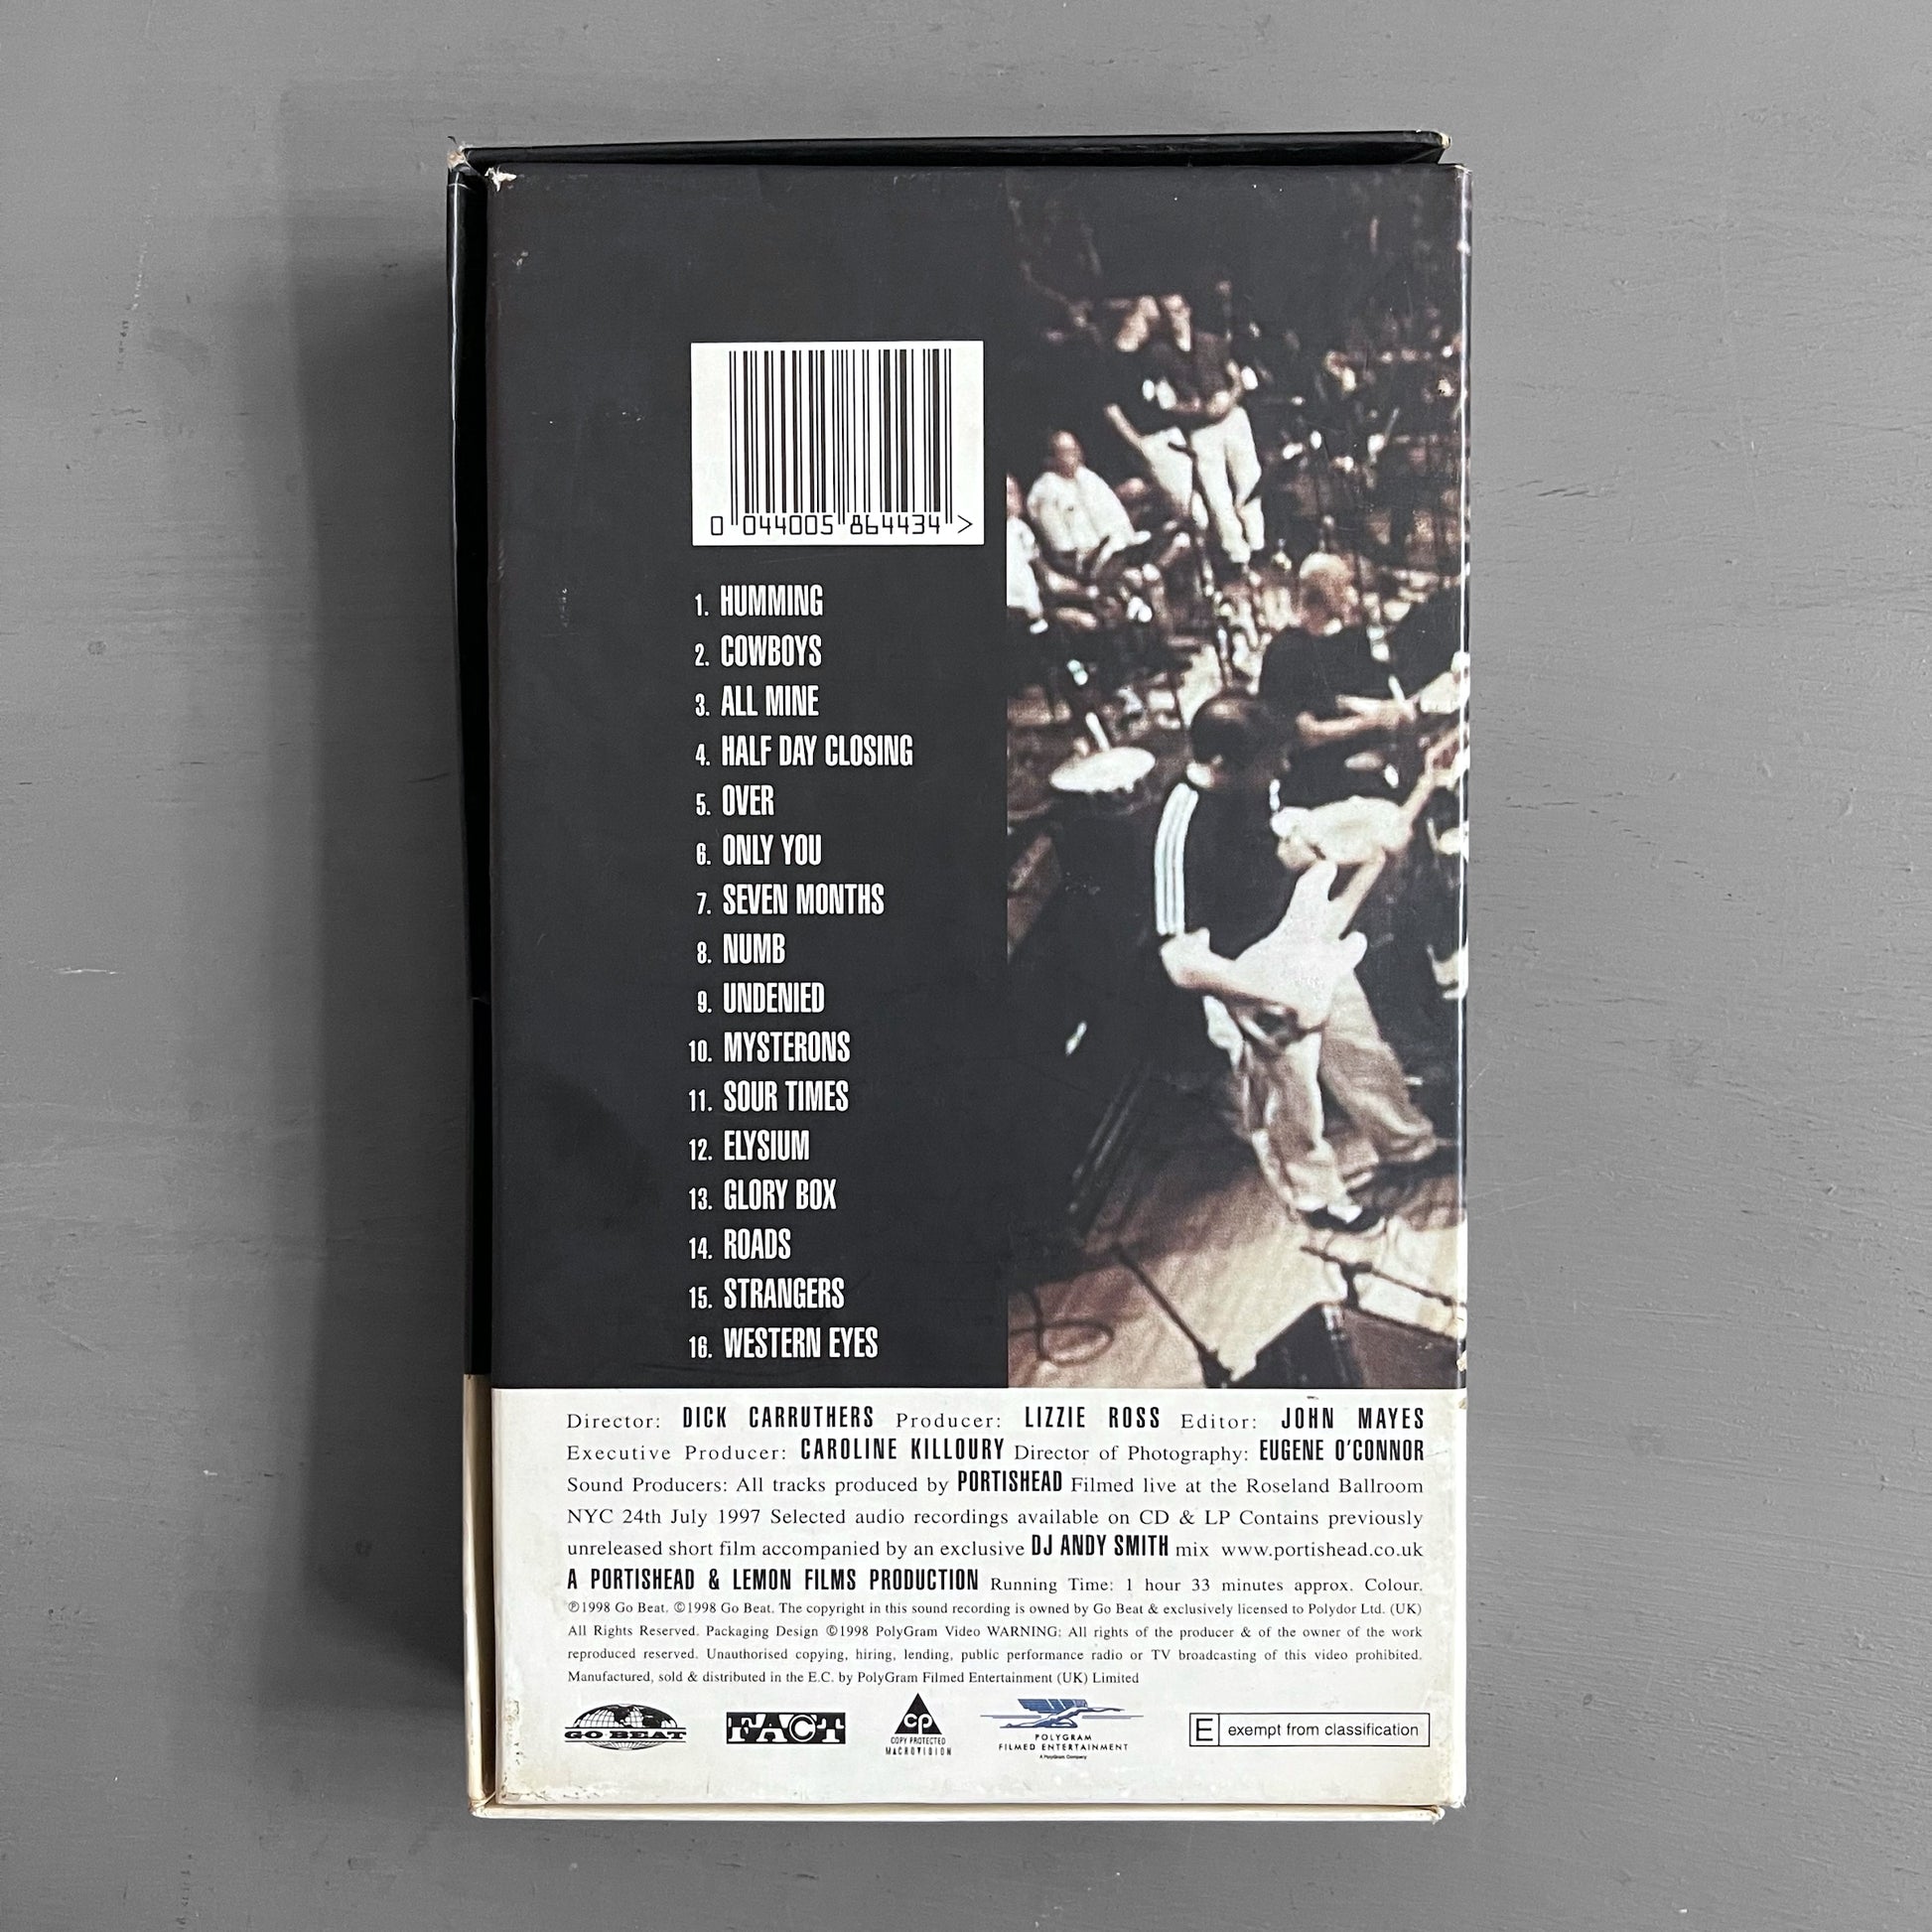 0 044005 864434 >
1. HUMMING
2. COWBOYS
3. ALL MINE
4. HALF DAY CLOSING
5. OVER
6. ONLY YOU
7. SEVEN MONTHS
8. NUMB
9. UNDENIED
10. MYSTERONS
11. SOUR TIMES
12. ELYSIUM
13. GLORY BOX
14. ROADS
15. STRANGERS
16. WESTERN EYES
Director: DICK CARRUTHERS Producer: LIZZIE ROSS Editor: JOHN MAYES
Executive Producer: CAROLINE KILLOURY Director of Photography: EUGENE O'CONNOR
Sound Producers: All tracks produced by PORTISHEAD Filmed live at the Roseland Ballroom
NYC 24th July 1997 Selected audio recordings available on CD & LP Contains previously
unreleased short film accompanied by an exclusive DJ ANDY SMITH mix www.portishead.co.uk
A PORTISHEAD & LEMON FILMS PRODUCTION Running Time: 1 hour 33 minutes approx. Colour.
℗1998 Go Beat. ©1998 Go Beat. The copyright in this sound recording is owned by Go Beat & exclusively licensed to Polydor Ltd. (UK)
All Rights Reserved. Packaging Design ©1998 PolyGram Video WARNING: All rights of the producer & of the owner of the work
reproduced reserved. Unauthorised copying, hiring, lending, public performance radio or TV broadcasting of this video prohibited.
Manufactured, sold & distributed in the E.C. by PolyGram Filmed Entertainment (UK) Limited
GO·BEAT
FACT
cp
COPY PROTECTED
MACROVISION
POLYGRAM
FILMED ENTERTAINMENT
A PolyGram Company
E exempt from classification